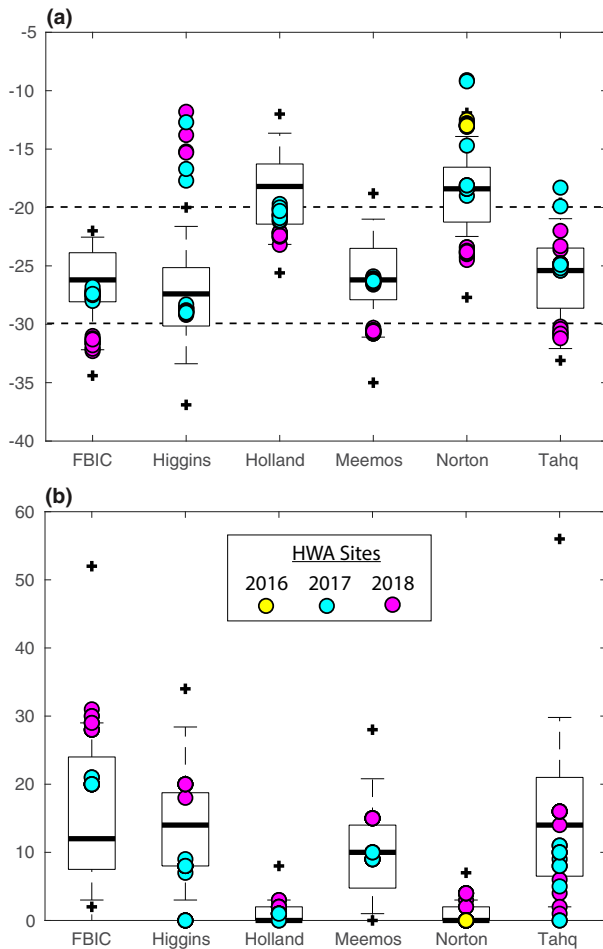 (a)
-5
-10
-15
-20
-25
-30
-35
-40
FBIC Higgins Holland Meemos Norton Tahq
(b)
60
50
40
30
20
10
0
HWA Sites
2016 2017 2018
FBIC Higgins Holland Meemos Norton Tahq